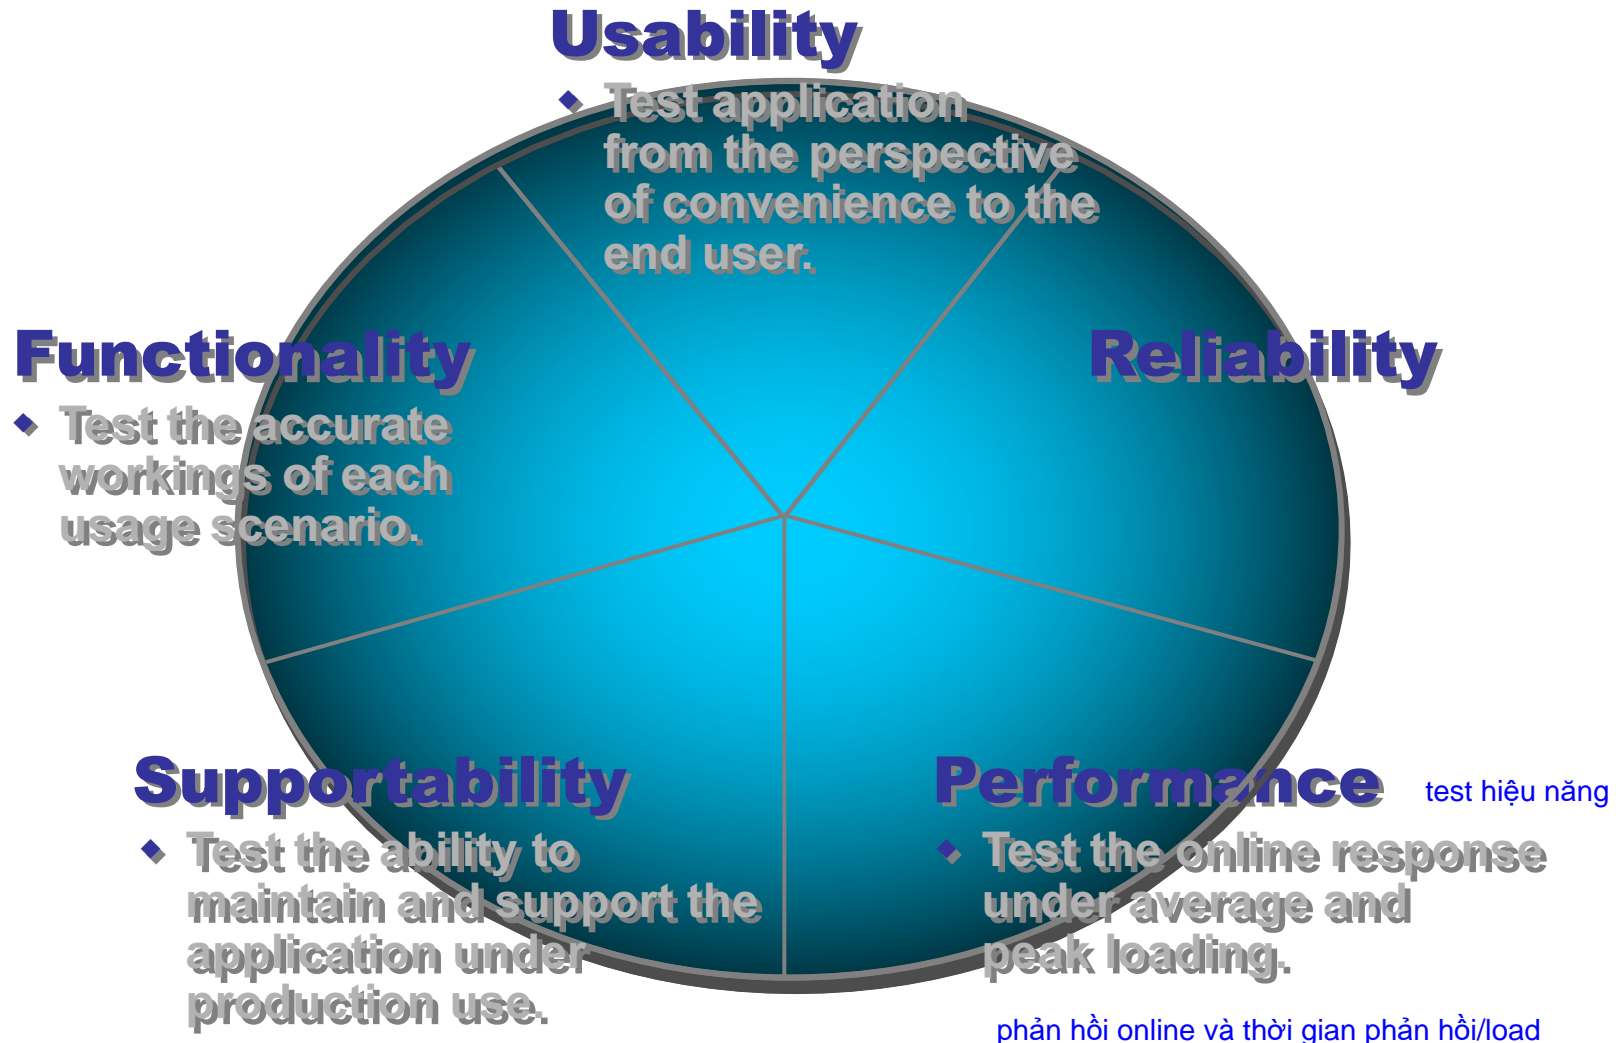 Usability
Test application
from the perspective
of convenience to the
end user.
Functionality
Test the accurate
workings of each
usage scenario.
Reliability
Supportability
Test the ability to
maintain and support the
application under
production use.
Performance
test hiệu năng
Test the online response
under average and
peak loading.
phản hồi online và thời gian phản hồi/load